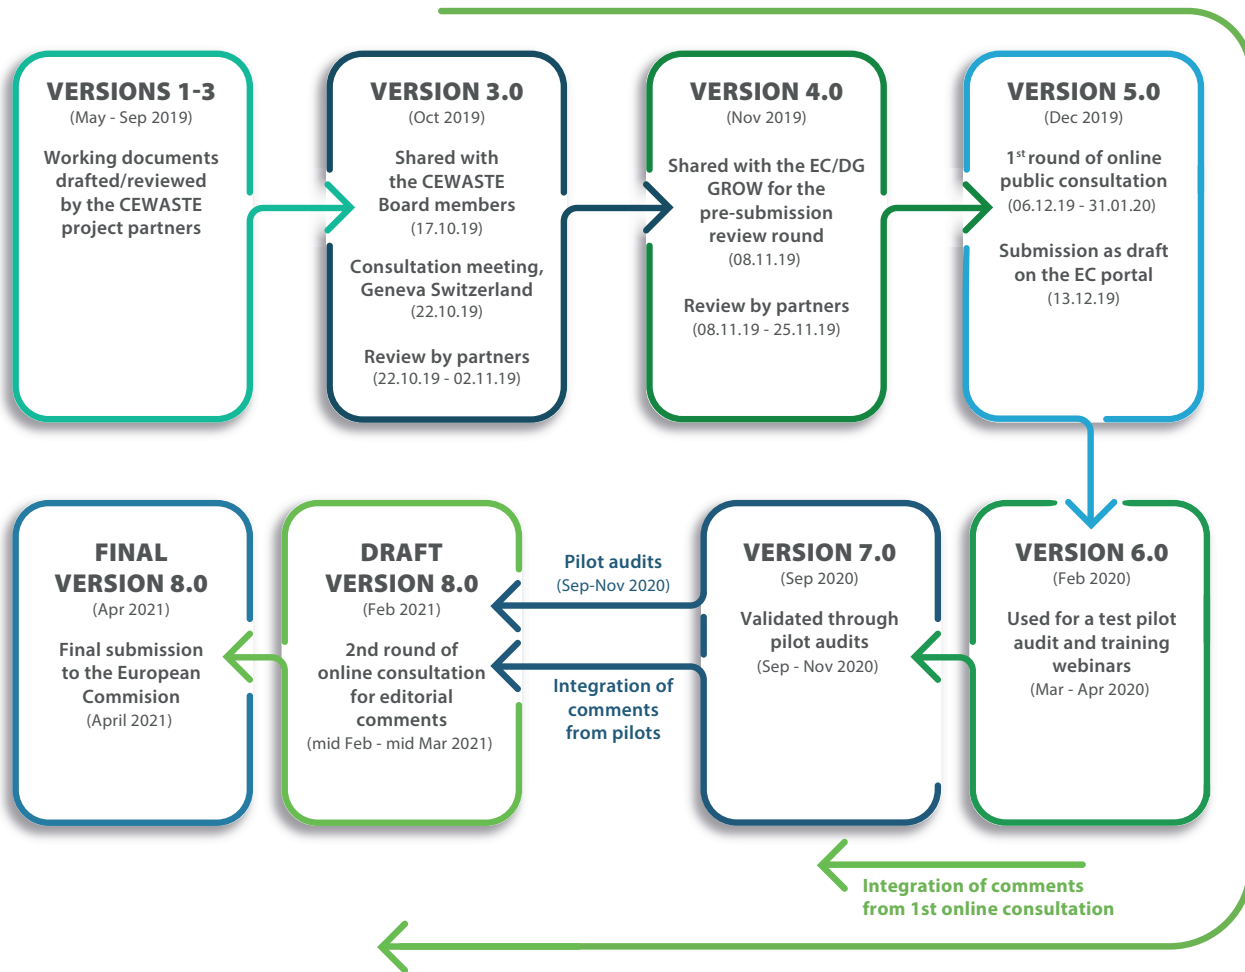 VERSIONS 1-3
(May - Sep 2019)
Working documents
drafted/reviewed
by the CEWASTE
project partners
VERSION 3.0
(Oct 2019)
Shared with
the CEWASTE
Board members
(17.10.19)
Consultation meeting,
Geneva Switzerland
(22.10.19)
Review by partners
(22.10.19 - 02.11.19)
VERSION 4.0
(Nov 2019)
Shared with the EC/DG
GROW for the
pre-submission
review round
(08.11.19)
Review by partners
(08.11.19 - 25.11.19)
VERSION 5.0
(Dec 2019)
1st round of online
public consultation
(06.12.19 - 31.01.20)
Submission as draft
on the EC portal
(13.12.19)
VERSION 6.0
(Feb 2020)
Used for a test pilot
audit and training
webinars
(Mar - Apr 2020)
VERSION 7.0
(Sep 2020)
Validated through
pilot audits
(Sep - Nov 2020)
Pilot audits
(Sep-Nov 2020)
Integration of
comments
from pilots
DRAFT
VERSION 8.0
(Feb 2021)
2nd round of
online consultation
for editorial
comments
(mid Feb - mid Mar 2021)
FINAL
VERSION 8.0
(Apr 2021)
Final submission
to the European
Commision
(April 2021)
Integration of comments
from 1st online consultation